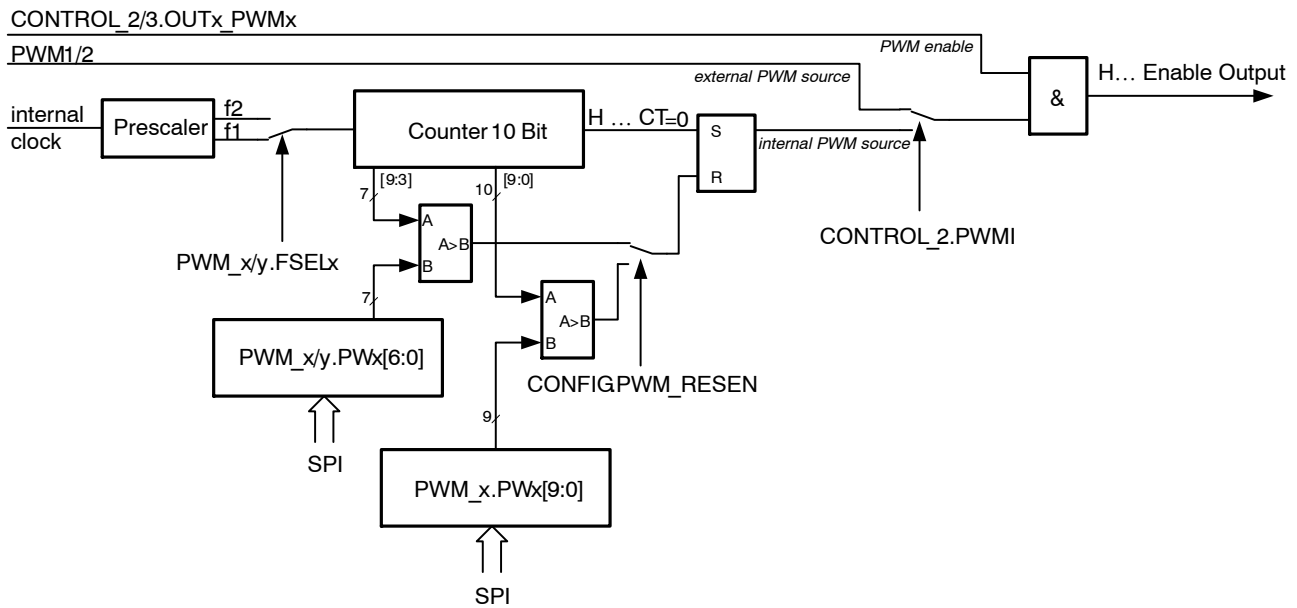 CONTROL_2/3.OUTx_PWMx
PWM enable
PWM1/2
external PWM source
H… Enable Output
&
internal
clock
Prescaler
f2
f1
Counter 10 Bit
H … CT=0
S
R
internal PWM source
7
[9:3]
10
[9:0]
A
A>B
B
PWM_x/y.FSELx
CONTROL_2.PWMI
7
A
A>B
B
PWM_x/y.PWx[6:0]
CONFIG.PWM_RESEN
SPI
9
PWM_x.PWx[9:0]
SPI